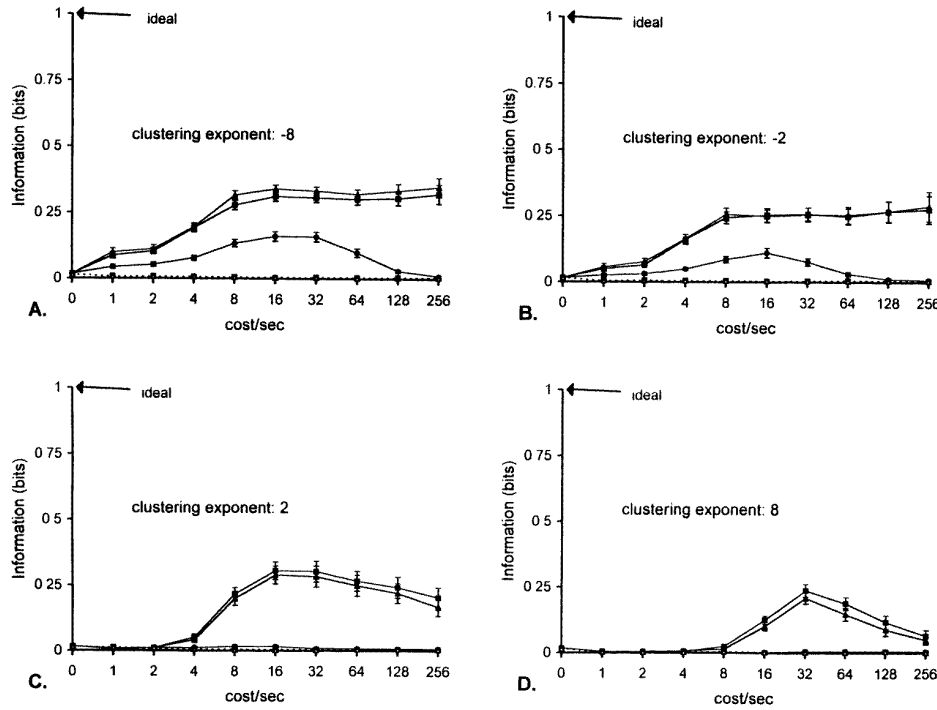 1
ideal
0 75
Information (bits)
clustering exponent: -8
0 5
0.25
0
0 1 2 4 8 16 32 64 128 256
A.
cost/sec
1
ideal
0 75
Information (bits)
clustering exponent: -2
0 5
0.25
0
0 1 2 4 8 16 32 64 128 256
B.
cost/sec
1
ideal
0 75
Information (bits)
0 5
clustering exponent: 2
0.25
0
0 1 2 4 8 16 32 64 128 256
C.
cost/sec
1
ideal
0 75
Information (bits)
0 5
clustering exponent: 8
0.25
0
0 1 2 4 8 16 32 64 128 256
D.
cost/sec